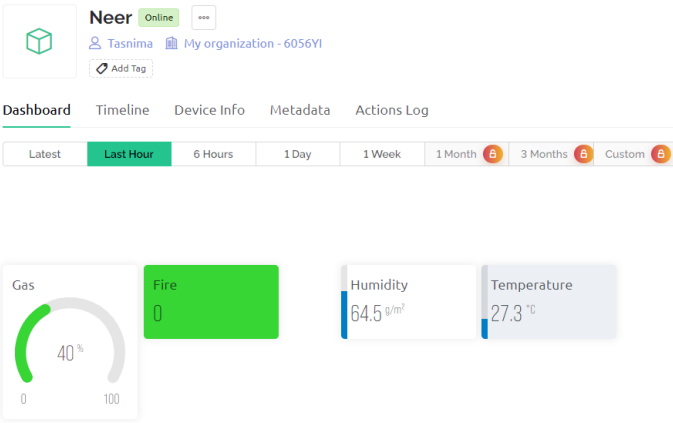 Neer Online
Tasnima My organization - 6056YI
Add Tag
Dashboard Timeline Device Info Metadata Actions Log
Latest Last Hour 6 Hours 1 Day 1 Week 1 Month 3 Months Custom
Gas
40 %
0 100
Fire
0
Humidity
64.5 g/m²
Temperature
27.3 °C